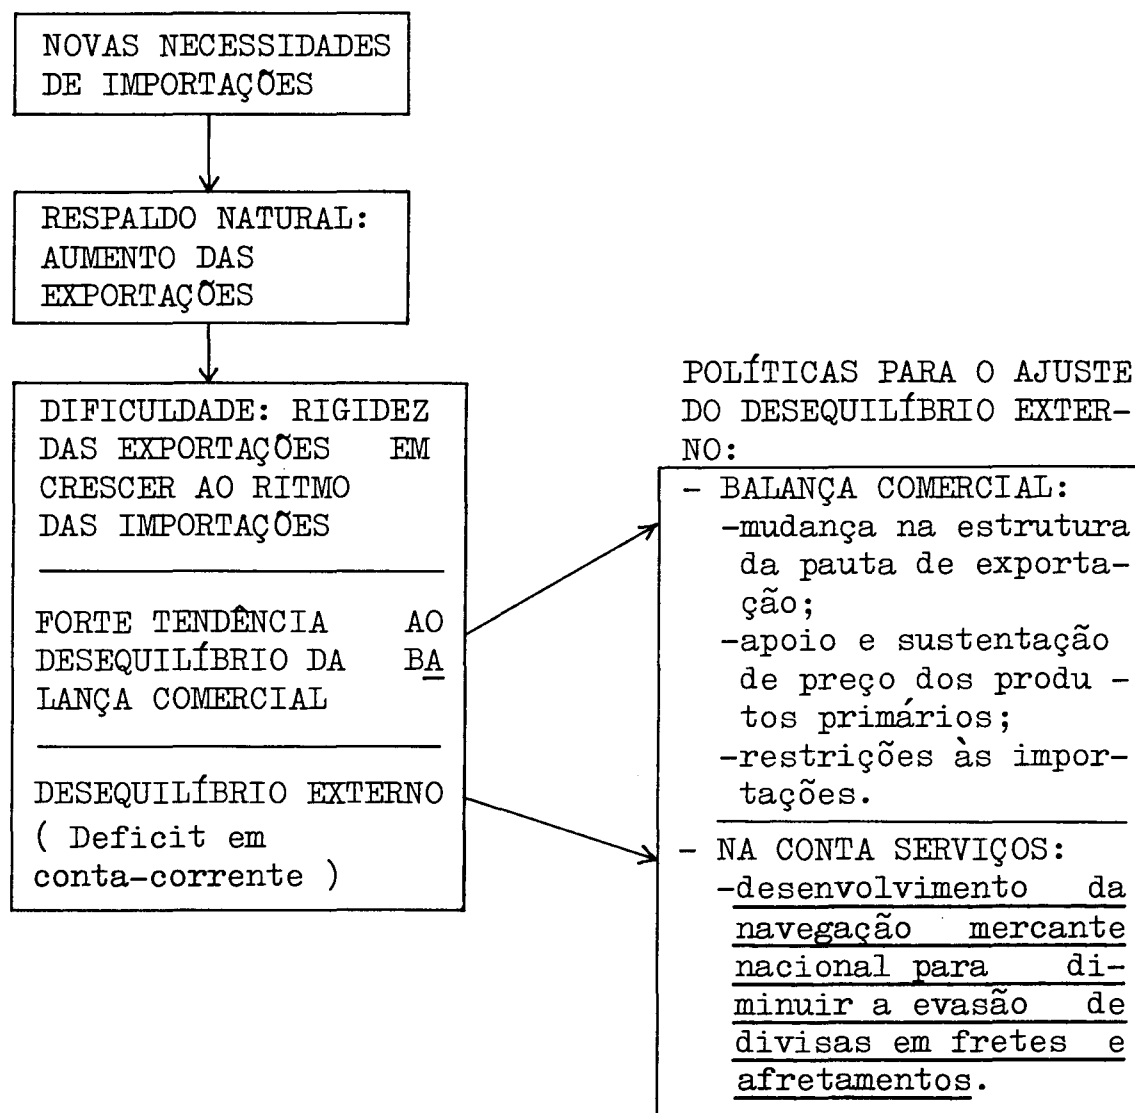 NOVAS NECESSIDADES
DE IMPORTAÇÕES
RESPALDO NATURAL:
AUMENTO DAS
EXPORTAÇÕES
DIFICULDADE: RIGIDEZ
DAS EXPORTAÇÕES EM
CRESCER AO RITMO
DAS IMPORTAÇÕES
FORTE TENDÊNCIA AO
DESEQUILÍBRIO DA BA
LANÇA COMERCIAL
DESEQUILÍBRIO EXTERNO
( Deficit em
conta-corrente )
POLÍTICAS PARA O AJUSTE
DO DESEQUILÍBRIO EXTER-
NO:
- BALANÇA COMERCIAL:
-mudança na estrutura
da pauta de exporta-
ção;
-apoio e sustentação
de preço dos produ -
tos primários;
-restrições às impor-
tações.
- NA CONTA SERVIÇOS:
-desenvolvimento da
navegação mercante
nacional para di-
minuir a evasão de
divisas em fretes e
afretamentos.